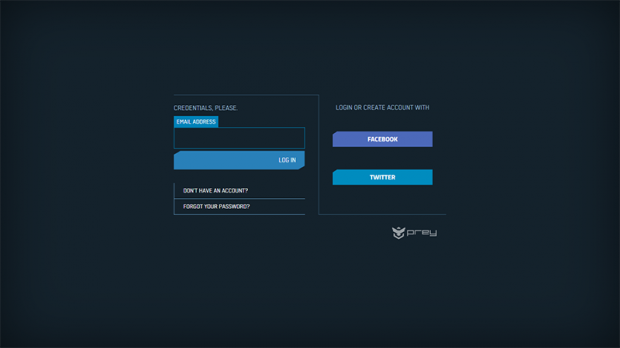 CREDENTIALS, PLEASE.
EMAIL ADDRESS
LOG IN
DON'T HAVE AN ACCOUNT?
FORGOT YOUR PASSWORD?
LOGIN OR CREATE ACCOUNT WITH
FACEBOOK
TWITTER
prey